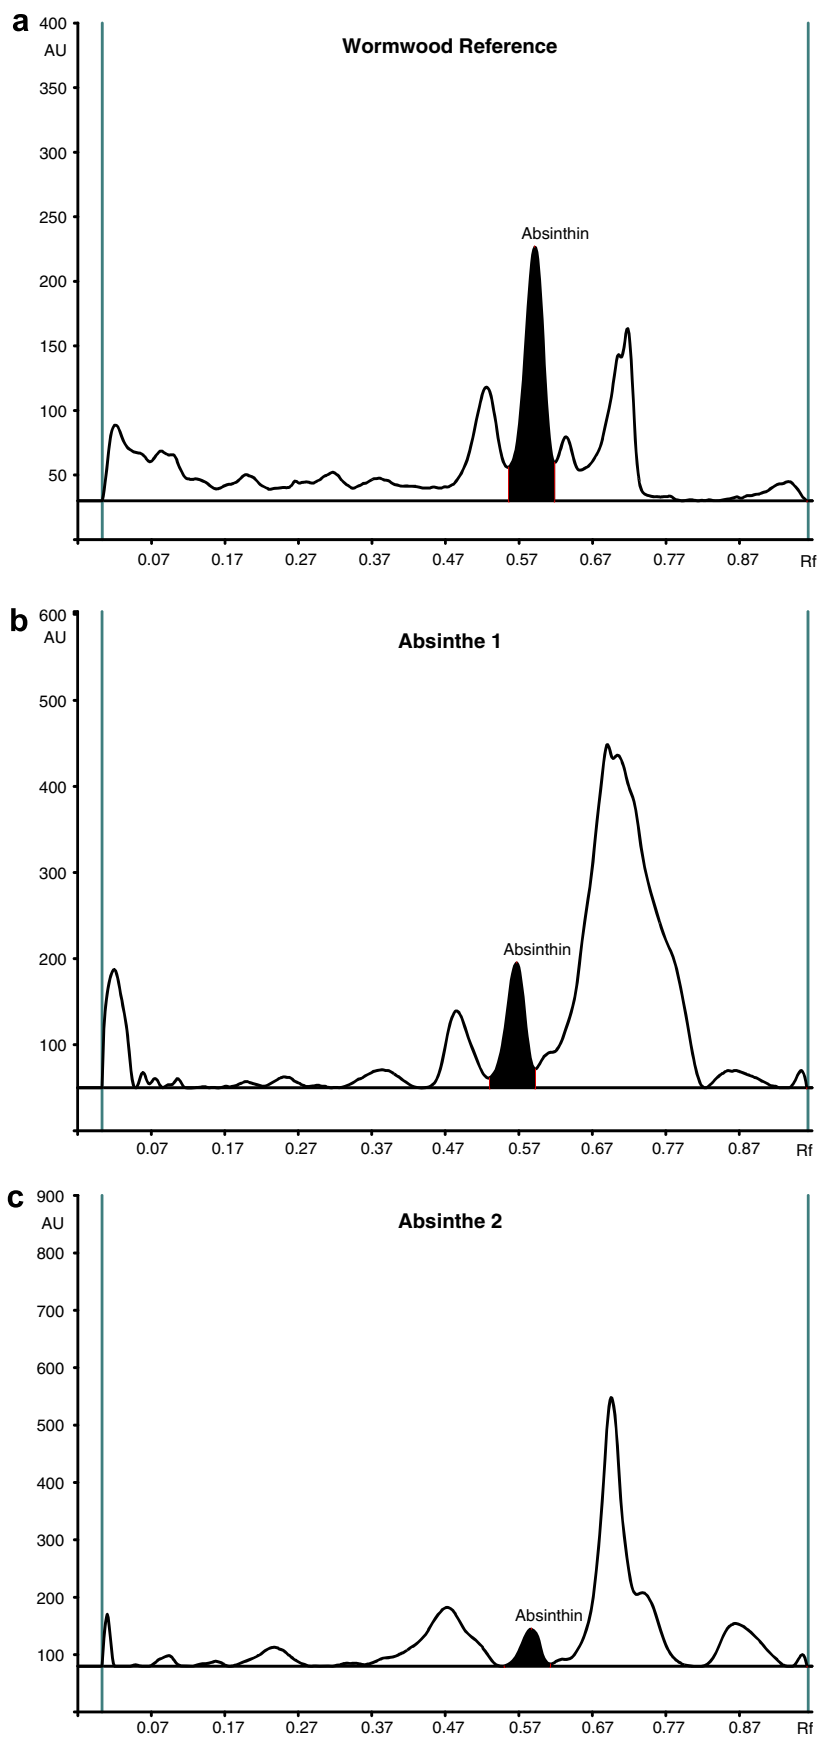 a
400
AU
Wormwood Reference
350
300
250
Absinthin
200
150
100
50
0.07 0.17 0.27 0.37 0.47 0.57 0.67 0.77 0.87 Rf
b
600
AU
Absinthe 1
500
400
300
Absinthin
200
100
0.07 0.17 0.27 0.37 0.47 0.57 0.67 0.77 0.87 Rf
c
900
AU
Absinthe 2
800
700
600
500
400
300
200
Absinthin
100
0.07 0.17 0.27 0.37 0.47 0.57 0.67 0.77 0.87 Rf